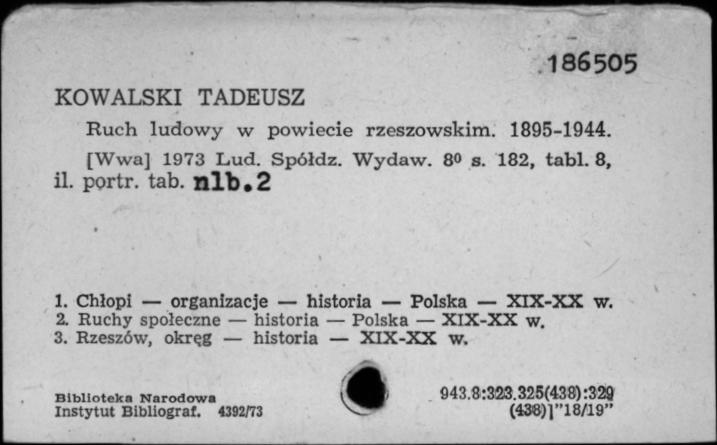 186505
KOWALSKI TADEUSZ
Ruch ludowy w powiecie rzeszowskim. 1895-1944.
[Wwa] 1973 Lud. Spółdz. Wydaw. 8⁰ s. 182, tabl. 8,
il. portr. tab. nlb.2
1. Chłopi — organizacje — historia — Polska — XIX-XX w.
2. Ruchy społeczne — historia — Polska — XIX-XX w.
3. Rzeszów, okręg — historia — XIX-XX w.
Biblioteka Narodowa 943.8:323.325(438):329
Instytut Bibliograf. 4392/73 (438)]"18/19"